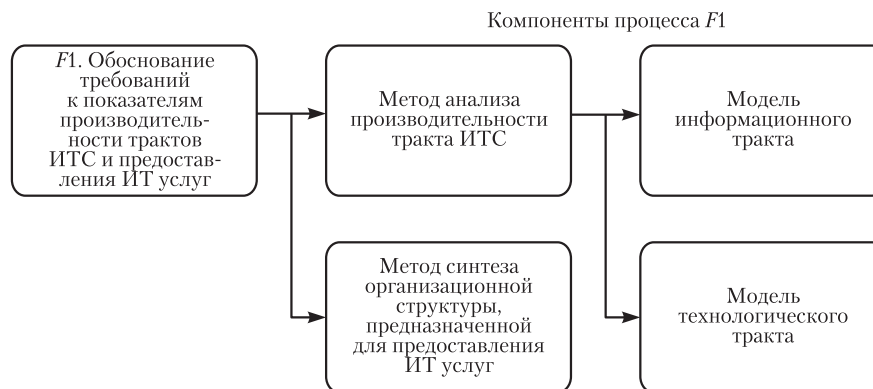 Компоненты процесса F1
F1. Обоснование
требований
к показателям
производитель-
ности трактов
ИТС и предостав-
ления ИТ услуг
Метод анализа
производительности
тракта ИТС
Модель
информационного
тракта
Метод синтеза
организационной
структуры,
предназначенной
для предоставления
ИТ услуг
Модель
технологического
тракта